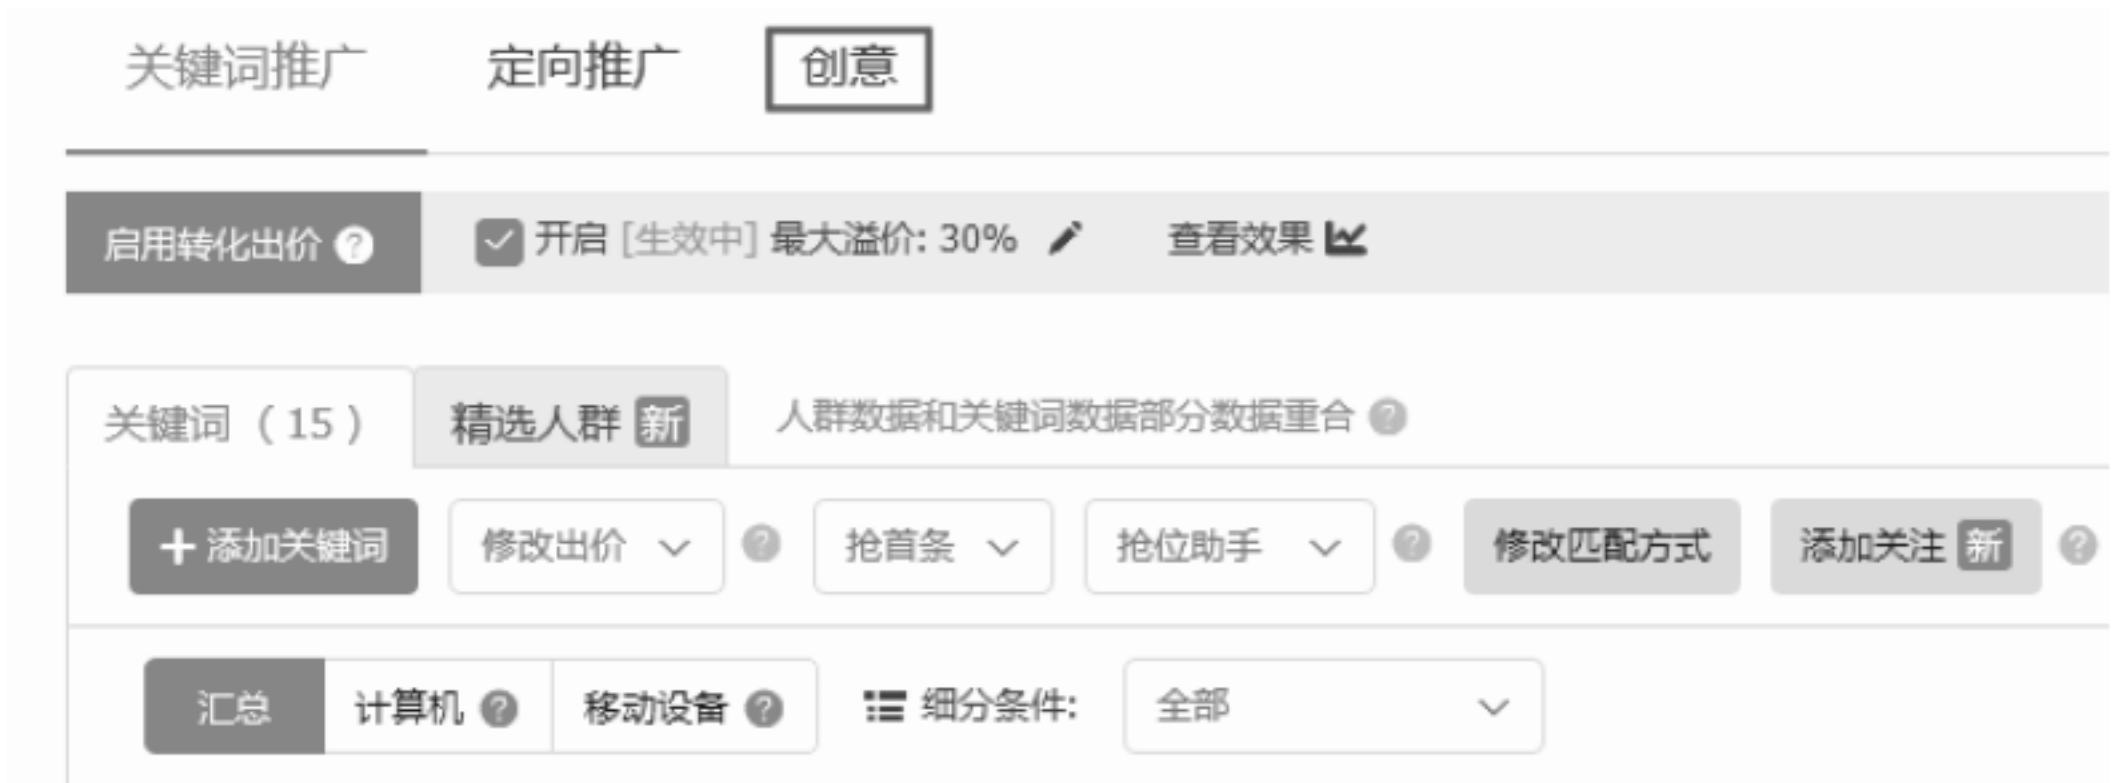 关键词推广 定向推广 创意
启用转化出价 ? 开启 [生效中] 最大溢价: 30% 查看效果
关键词（15） 精选人群 新 人群数据和关键词数据部分数据重合 ?
+ 添加关键词 修改出价 ? 抢首条 抢位助手 ? 修改匹配方式 添加关注 新 ?
汇总 计算机 ? 移动设备 ? 细分条件: 全部